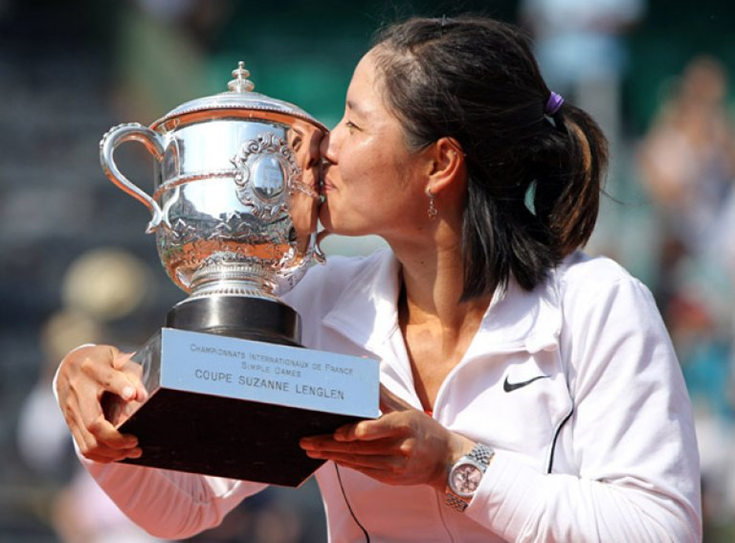 CHAMPIONNATS INTERNATIONAUX DE FRANCE
SIMPLE DAMES
COUPE SUZANNE LENGLEN